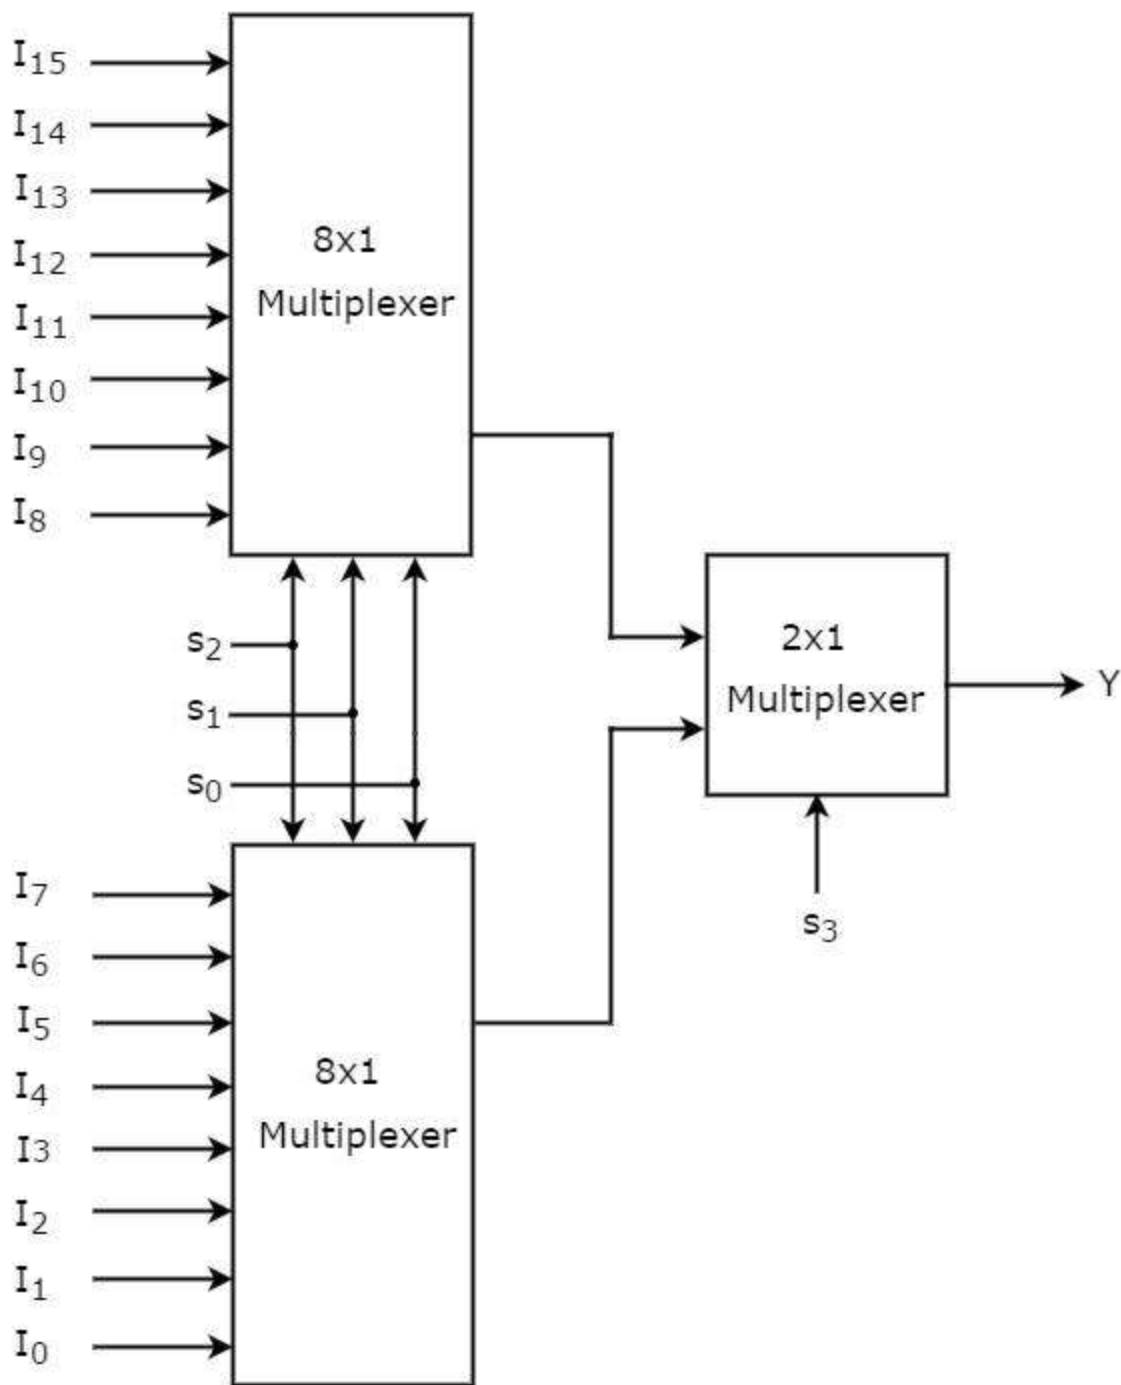 I15
I14
I13
I12
I11
I10
I9
I8
8x1
Multiplexer
s2
s1
s0
2x1
Multiplexer
Y
s3
I7
I6
I5
I4
I3
I2
I1
I0
8x1
Multiplexer